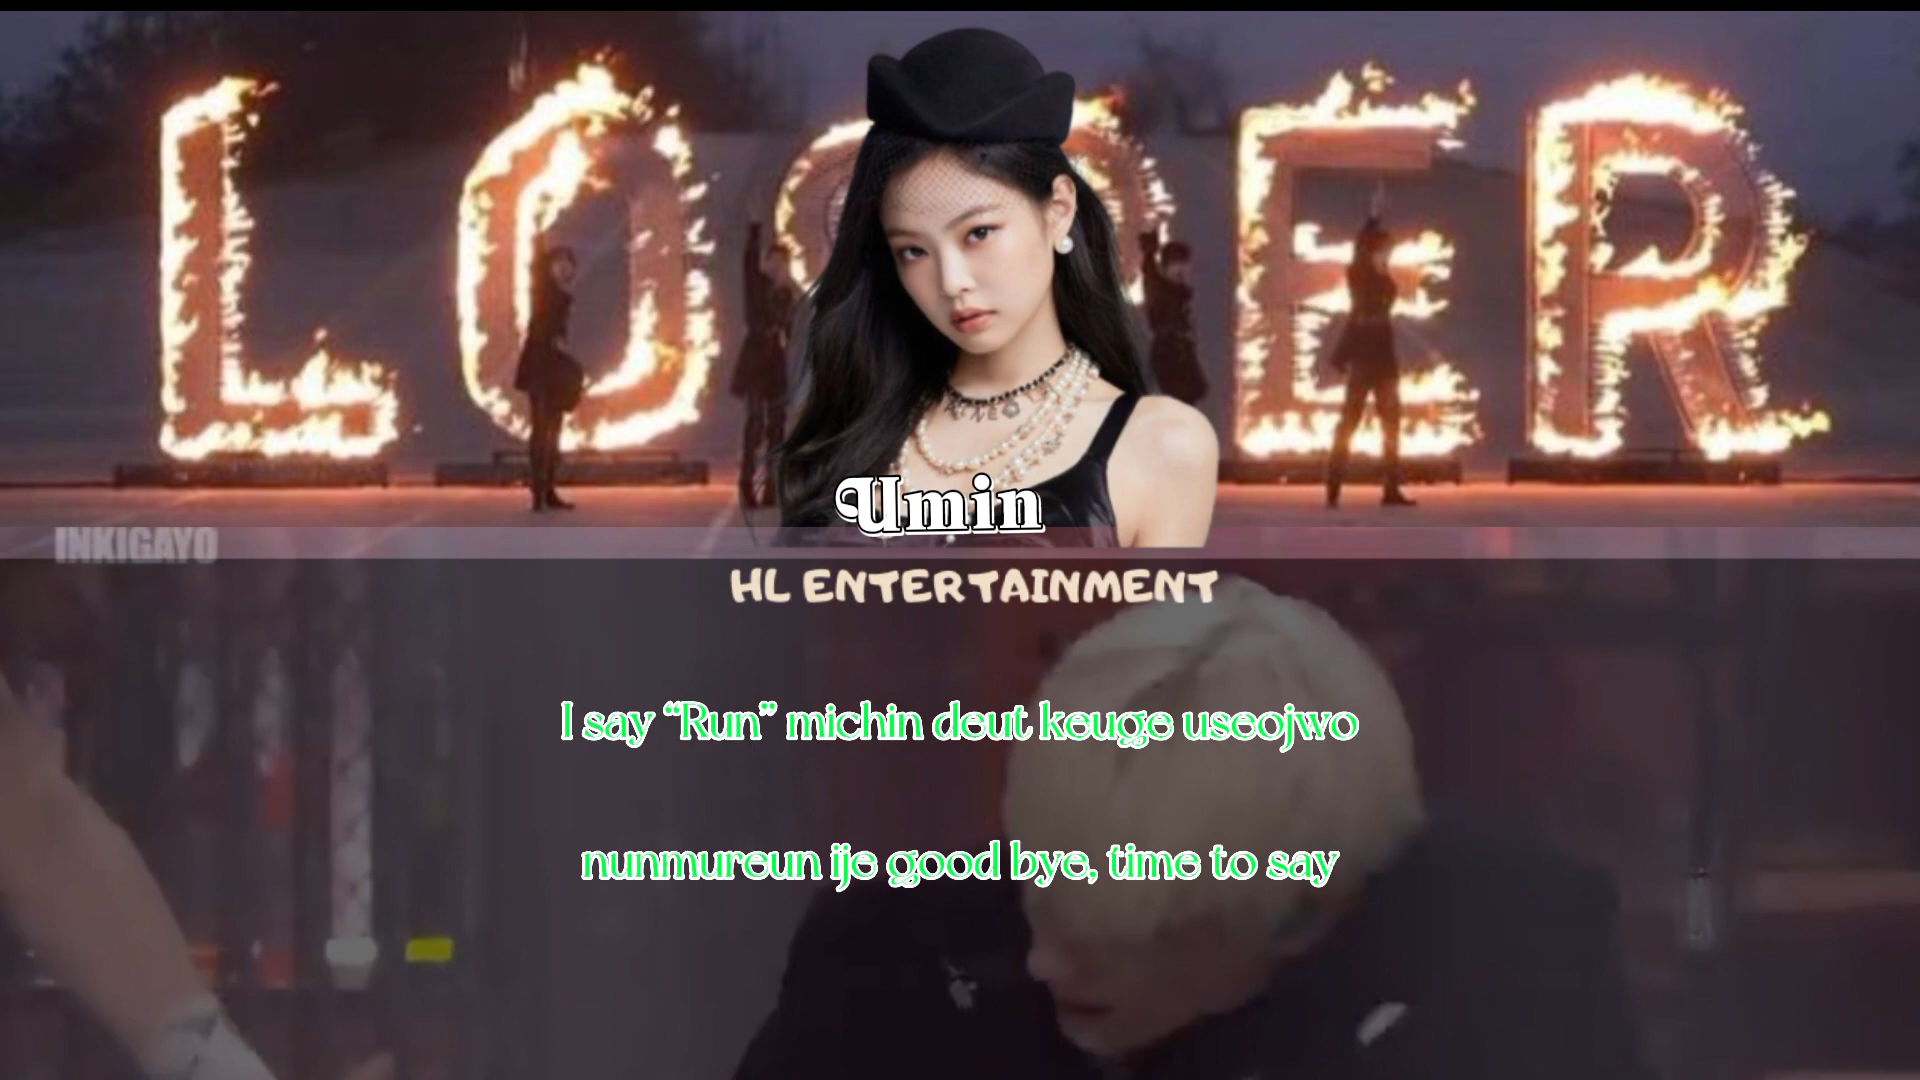 LOSER
Umin
INKIGAYO
HL ENTERTAINMENT
I say “Run” michin deut keuge useojwo
nunmureun ije good bye, time to say